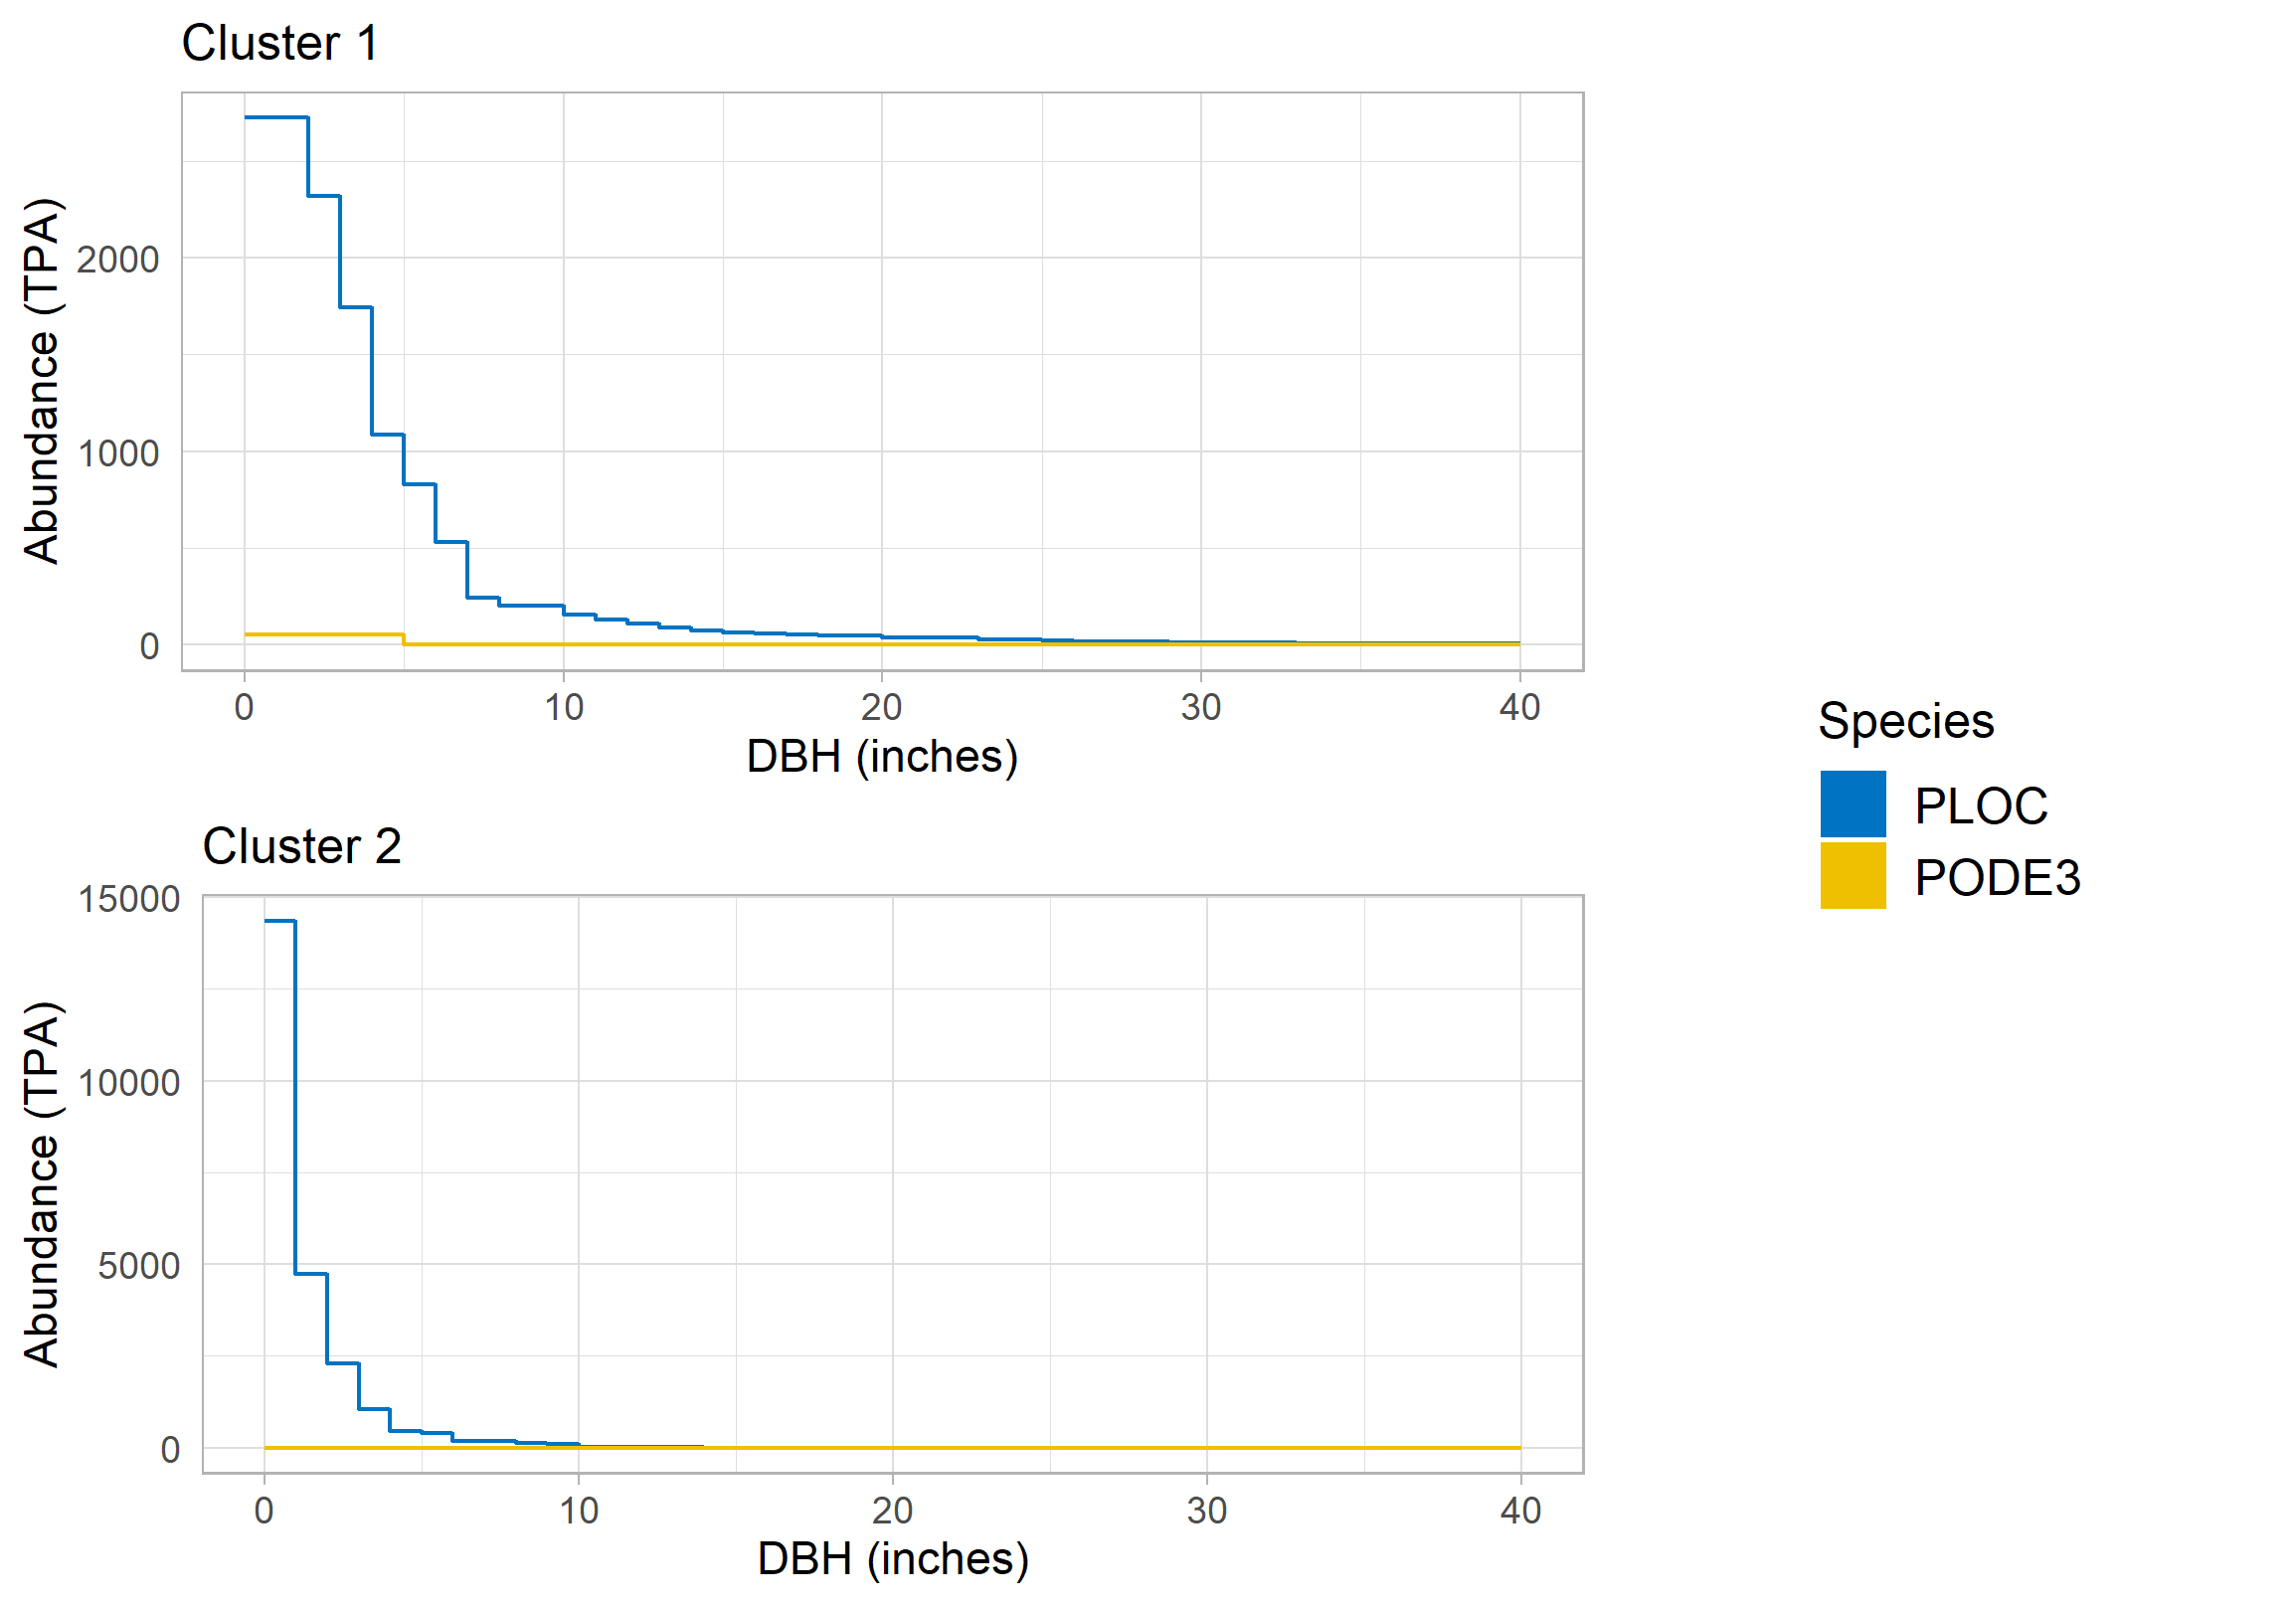 Cluster 1
Abundance (TPA)
2000
1000
0
0 10 20 30 40
DBH (inches)
Cluster 2
Abundance (TPA)
15000
10000
5000
0
0 10 20 30 40
DBH (inches)
Species
PLOC
PODE3